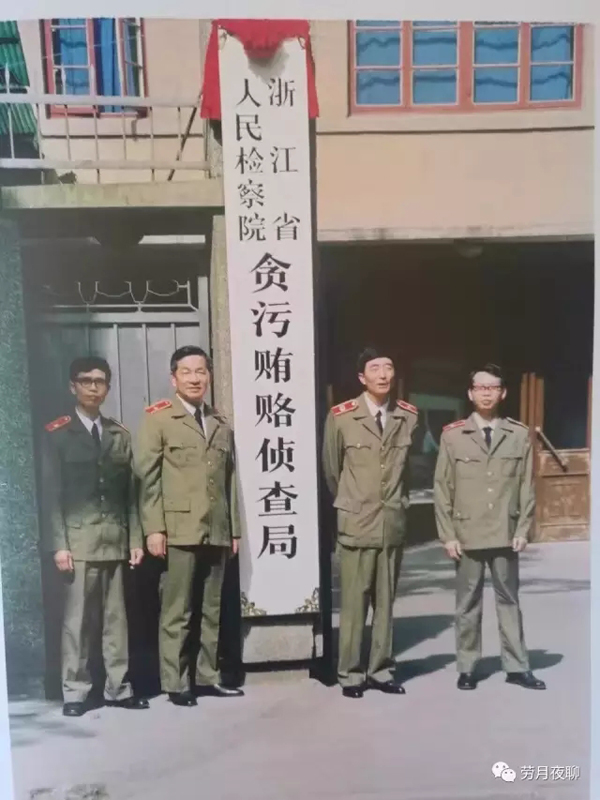 浙江省
人民检察院
贪污贿赂侦查局
劳月夜聊